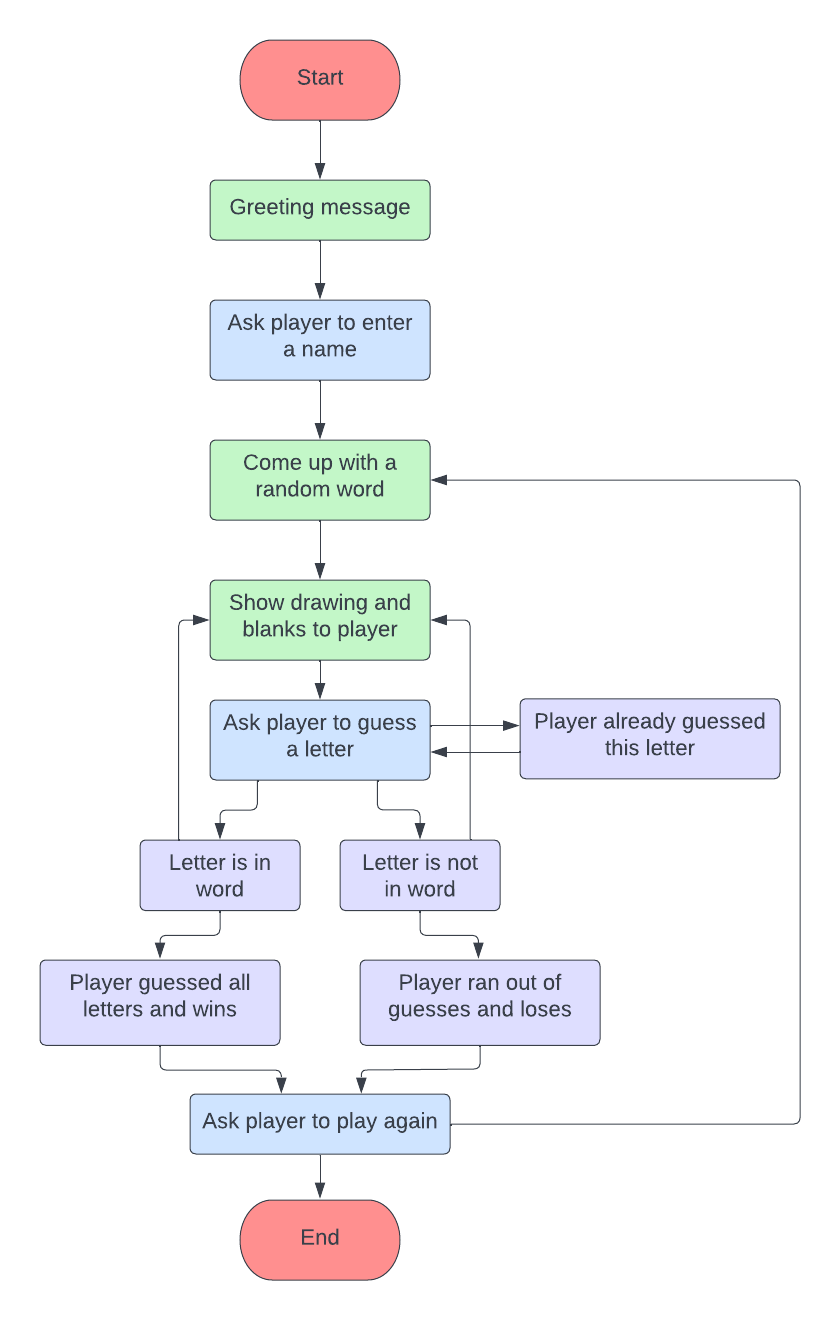 Start
Greeting message
Ask player to enter
a name
Come up with a
random word
Show drawing and
blanks to player
Ask player to guess
a letter
Player already guessed
this letter
Letter is in
word
Letter is not
in word
Player guessed all
letters and wins
Player ran out of
guesses and loses
Ask player to play again
End